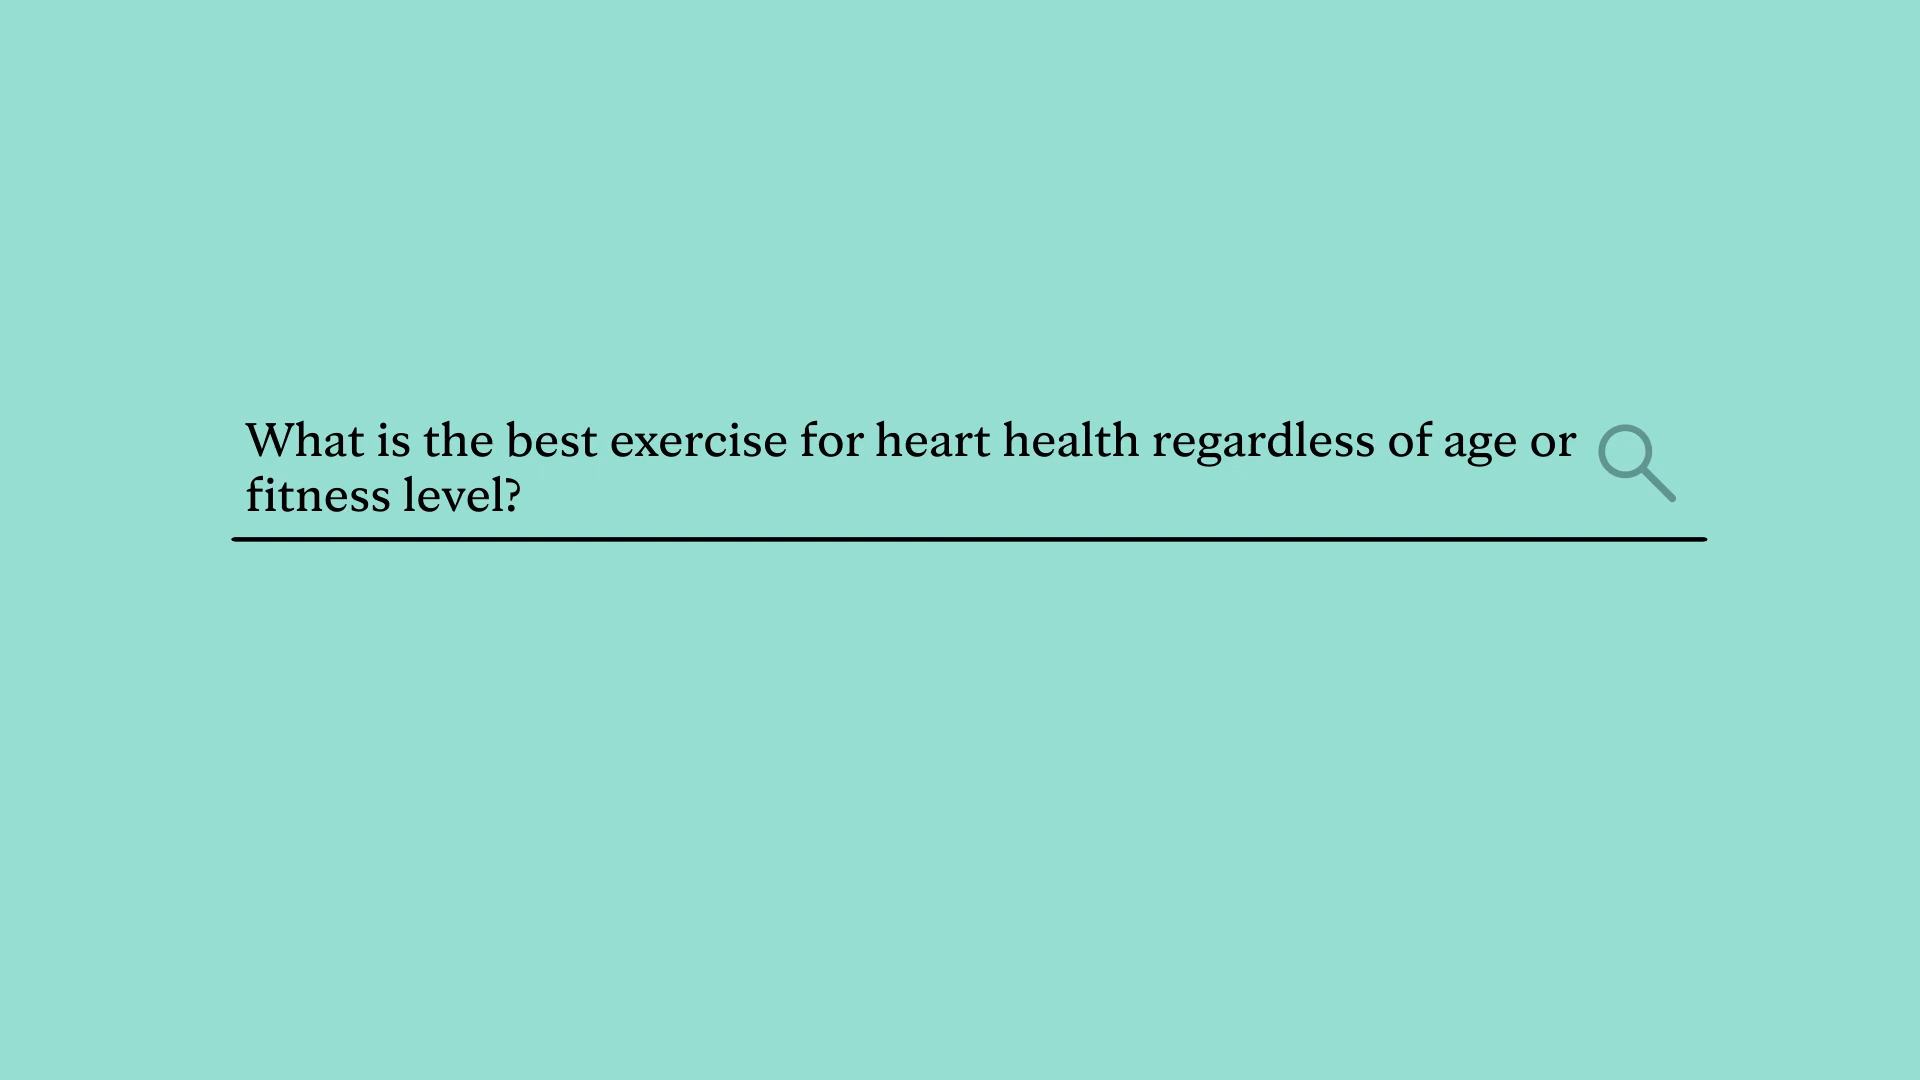 What is the best exercise for heart health regardless of age or
fitness level?